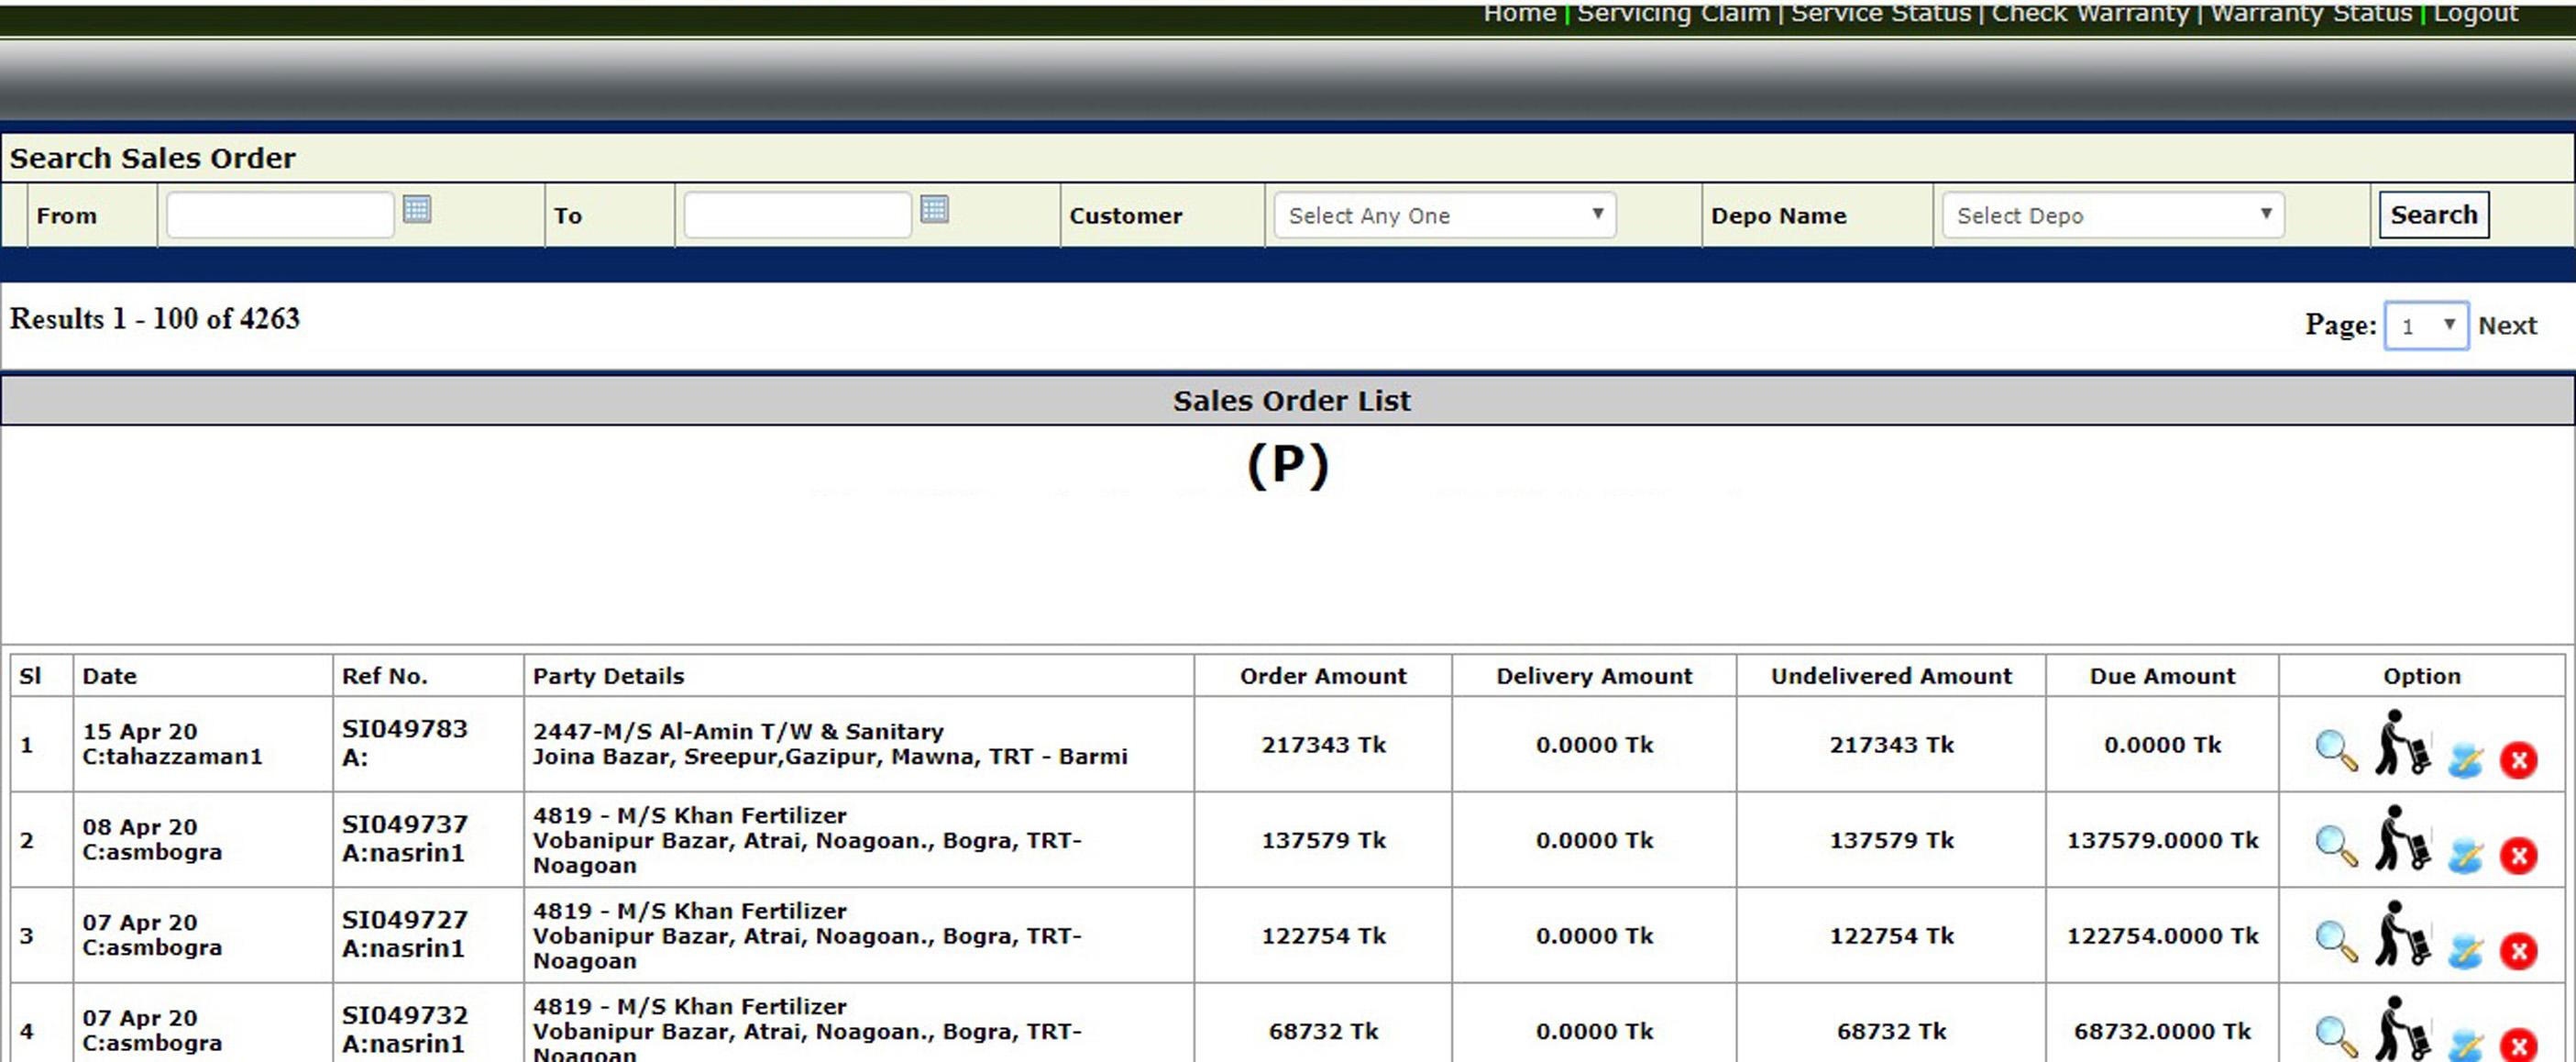 Home | Servicing Claim | Service Status | Check Warranty | Warranty Status | Logout
Search Sales Order
From To Customer Select Any One Depo Name Select Depo Search
Results 1 - 100 of 4263 Page: 1 Next
Sales Order List
(P)
Sl Date Ref No. Party Details Order Amount Delivery Amount Undelivered Amount Due Amount Option
1 15 Apr 20 SI049783 2447-M/S Al-Amin T/W & Sanitary 217343 Tk 0.0000 Tk 217343 Tk 0.0000 Tk
C:tahazzaman1 A: Joina Bazar, Sreepur,Gazipur, Mawna, TRT - Barmi
2 08 Apr 20 SI049737 4819 - M/S Khan Fertilizer 137579 Tk 0.0000 Tk 137579 Tk 137579.0000 Tk
C:asmbogra A:nasrin1 Vobanipur Bazar, Atrai, Noagoan., Bogra, TRT-
Noagoan
3 07 Apr 20 SI049727 4819 - M/S Khan Fertilizer 122754 Tk 0.0000 Tk 122754 Tk 122754.0000 Tk
C:asmbogra A:nasrin1 Vobanipur Bazar, Atrai, Noagoan., Bogra, TRT-
Noagoan
4 07 Apr 20 SI049732 4819 - M/S Khan Fertilizer 68732 Tk 0.0000 Tk 68732 Tk 68732.0000 Tk
C:asmbogra A:nasrin1 Vobanipur Bazar, Atrai, Noagoan., Bogra, TRT-
Noagoan